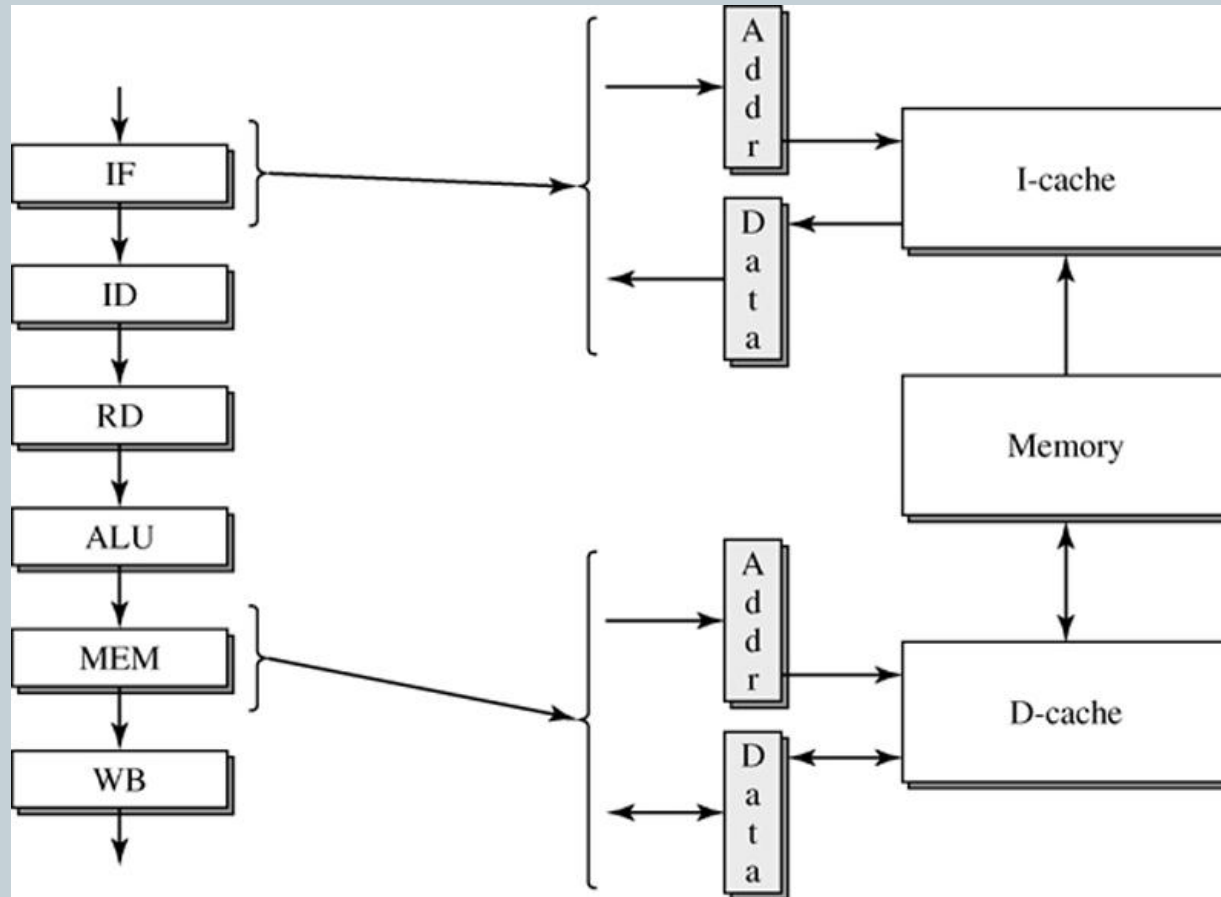 IF
ID
RD
ALU
MEM
WB
Addr
Data
I-cache
Memory
Addr
Data
D-cache